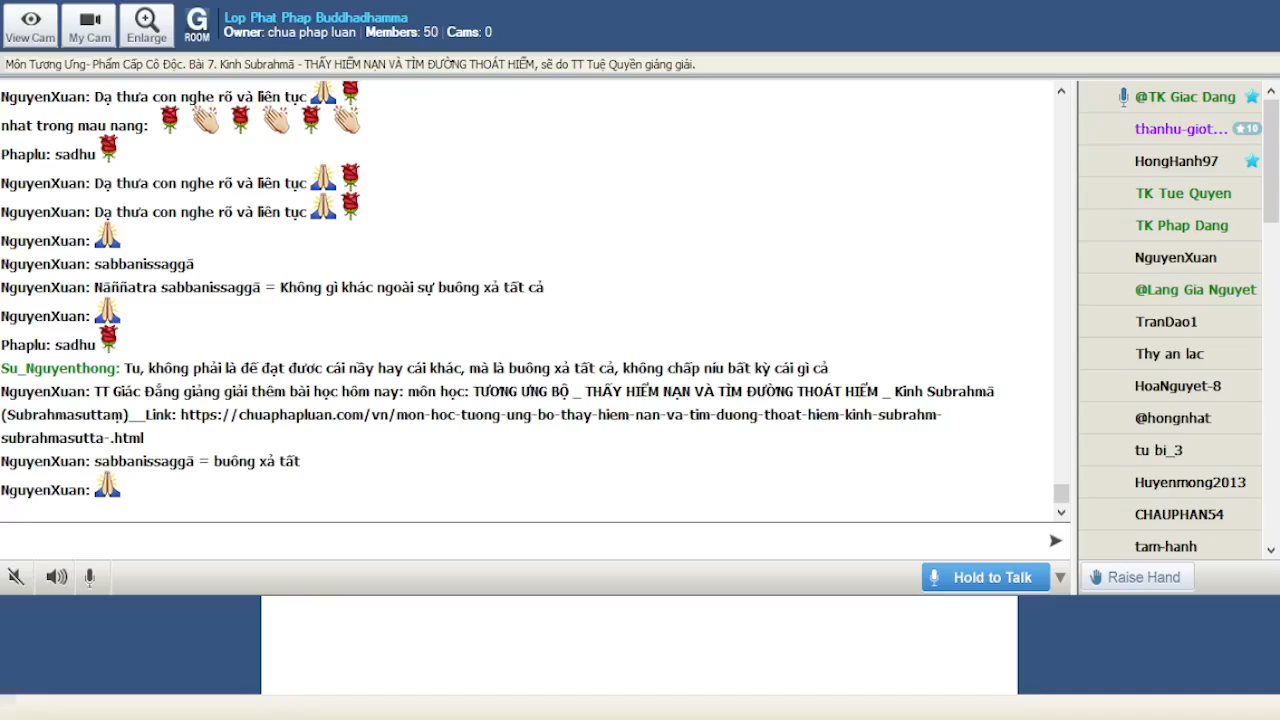 View Cam
My Cam
Enlarge
G
ROOM
Lop Phat Phap Buddhadhamma
Owner: chua phap luan | Members: 50 | Cams: 0
Môn Tương Ưng- Phẩm Cấp Cô Độc. Bài 7. Kinh Subrahmā - THẤY HIỂM NẠN VÀ TÌM ĐƯỜNG THOÁT HIỂM, sẽ do TT Tuệ Quyền giảng giải.
NguyenXuan: Dạ thưa con nghe rõ và liên tục
nhat trong mau nang:
Phaplu: sadhu
NguyenXuan: Dạ thưa con nghe rõ và liên tục
NguyenXuan: Dạ thưa con nghe rõ và liên tục
NguyenXuan:
NguyenXuan: sabbanissaggā
NguyenXuan: Nāññatra sabbanissaggā = Không gì khác ngoài sự buông xả tất cả
NguyenXuan:
Phaplu: sadhu
Su_Nguyenthong: Tu, không phải là để đạt đươc cái nầy hay cái khác, mà là buông xả tất cả, không chấp níu bất kỳ cái gì cả
NguyenXuan: TT Giác Đẳng giảng giải thêm bài học hôm nay: môn học: TƯƠNG ƯNG BỘ _ THẤY HIỂM NẠN VÀ TÌM ĐƯỜNG THOÁT HIỂM _ Kinh Subrahmā
(Subrahmasuttaṃ)__Link: https://chuaphapluan.com/vn/mon-hoc-tuong-ung-bo-thay-hiem-nan-va-tim-duong-thoat-hiem-kinh-subrahm-
subrahmasutta-.html
NguyenXuan: sabbanissaggā = buông xả tất
NguyenXuan:
Hold to Talk
@TK Giac Dang
thanhu-giot... 10
HongHanh97
TK Tue Quyen
TK Phap Dang
NguyenXuan
@Lang Gia Nguyet
TranDao1
Thy an lac
HoaNguyet-8
@hongnhat
tu bi_3
Huyenmong2013
CHAUPHAN54
tam-hanh
Raise Hand